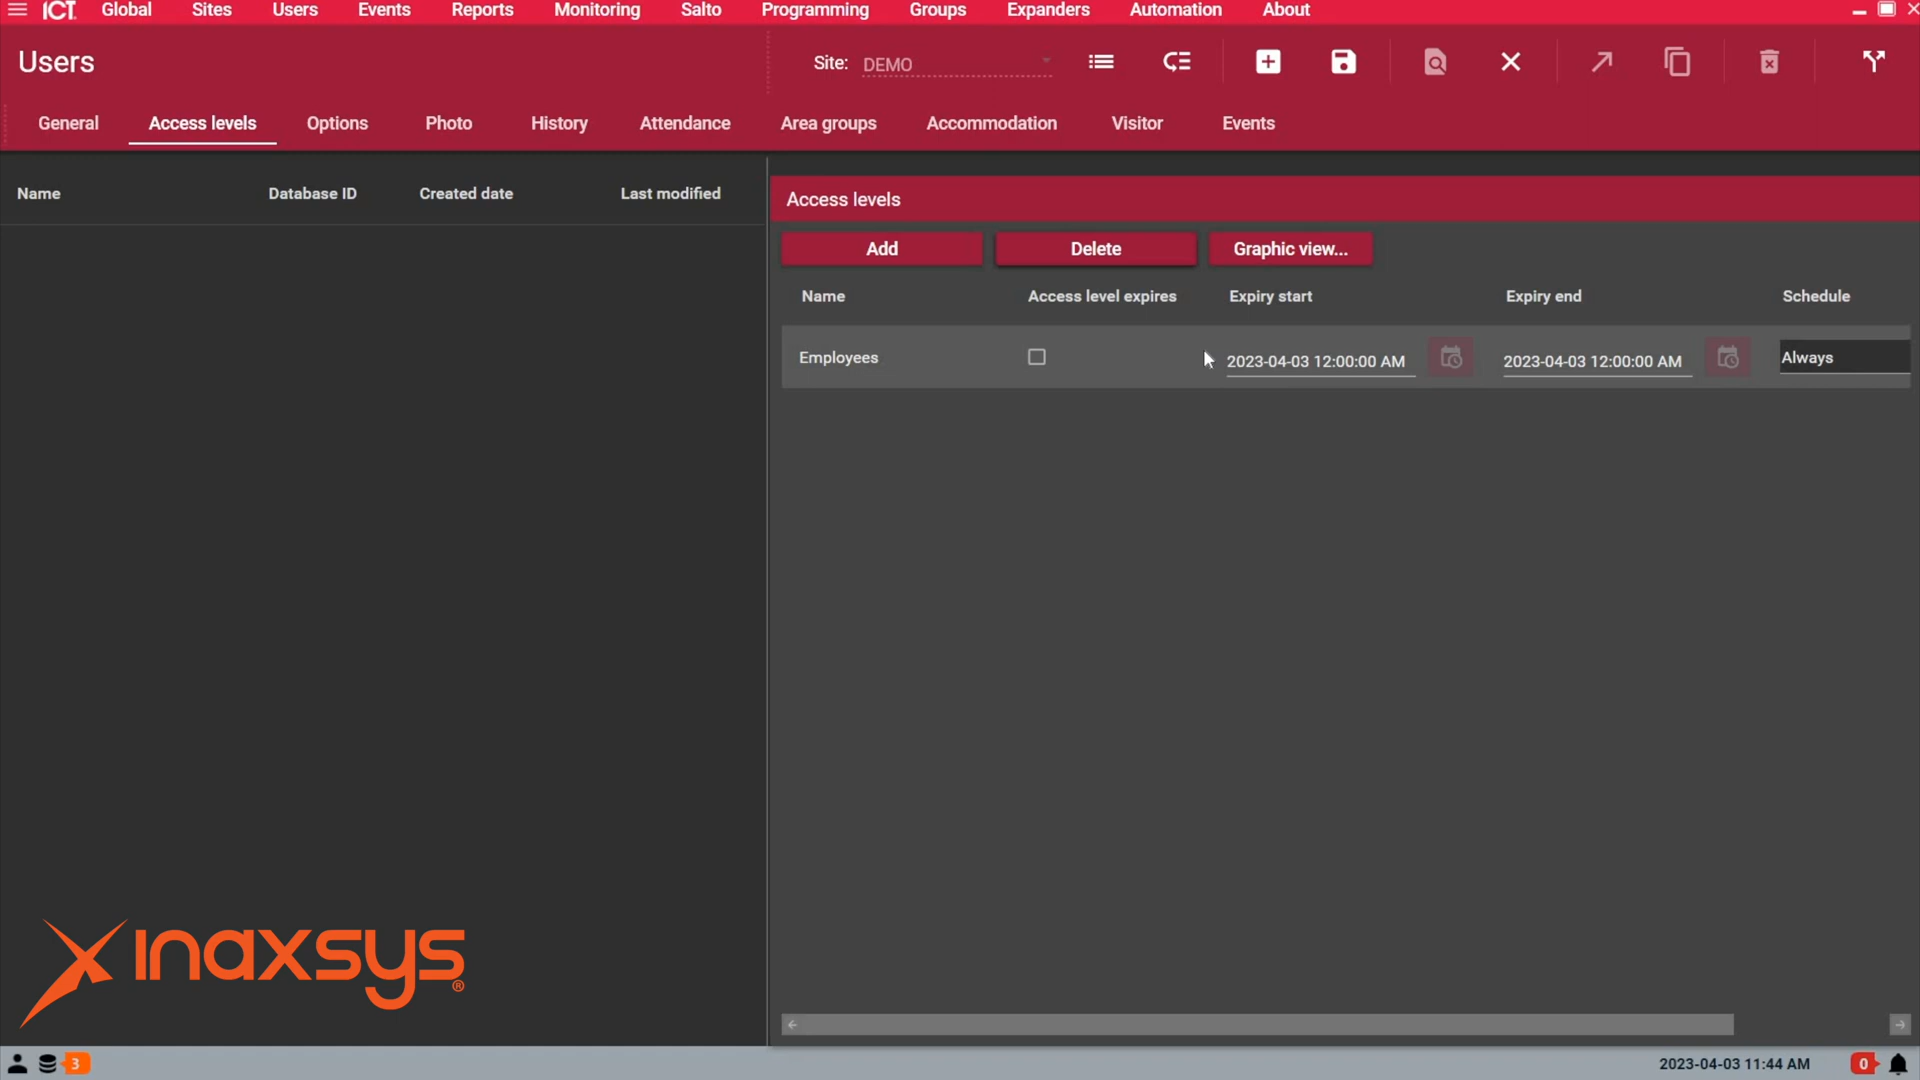 ICT Global Sites Users Events Reports Monitoring Salto Programming Groups Expanders Automation About
Users
Site: DEMO
General Access levels Options Photo History Attendance Area groups Accommodation Visitor Events
Name Database ID Created date Last modified
Access levels
Add Delete Graphic view...
Name Access level expires Expiry start Expiry end Schedule
Employees 2023-04-03 12:00:00 AM 2023-04-03 12:00:00 AM Always
inaxsys®
3 2023-04-03 11:44 AM 0